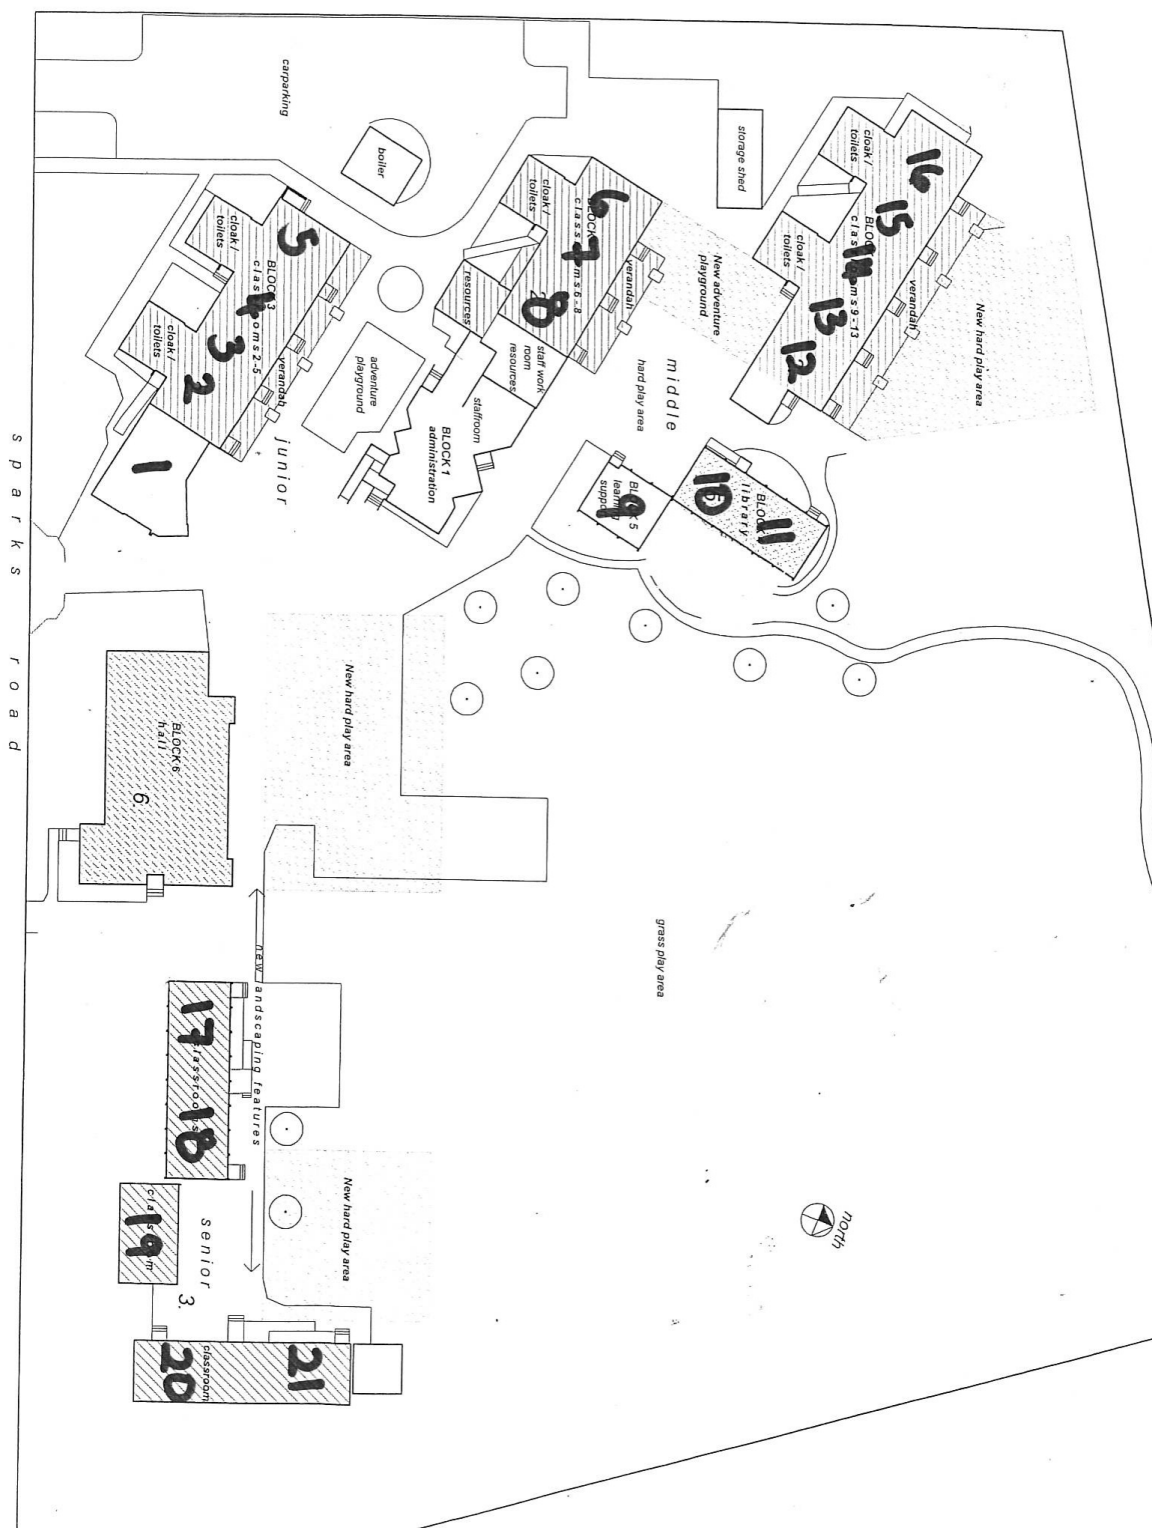 carparking
boiler
storage shed
cloak /
toilets
16
15
14
13
12
cloak /
toilets
classrooms 9-13
verandah
New hard play area
New adventure
playground
6
7
8
BLOCK
classrooms 6-8
cloak /
toilets
verandah
resources
staff work
room
resources
staffroom
BLOCK 1
administration
adventure
playground
5
4
3
2
1
BLOCK 3
classrooms 2-5
cloak /
toilets
cloak /
toilets
verandah
junior
middle
hard play area
BLOCK 5
learning
support
9
10
11
BLOCK
library
sparks road
BLOCK 6
hall
6.
New hard play area
grass play area
new landscaping features
17
18
classrooms
19
classroom
senior
3.
New hard play area
20
21
classroom
north